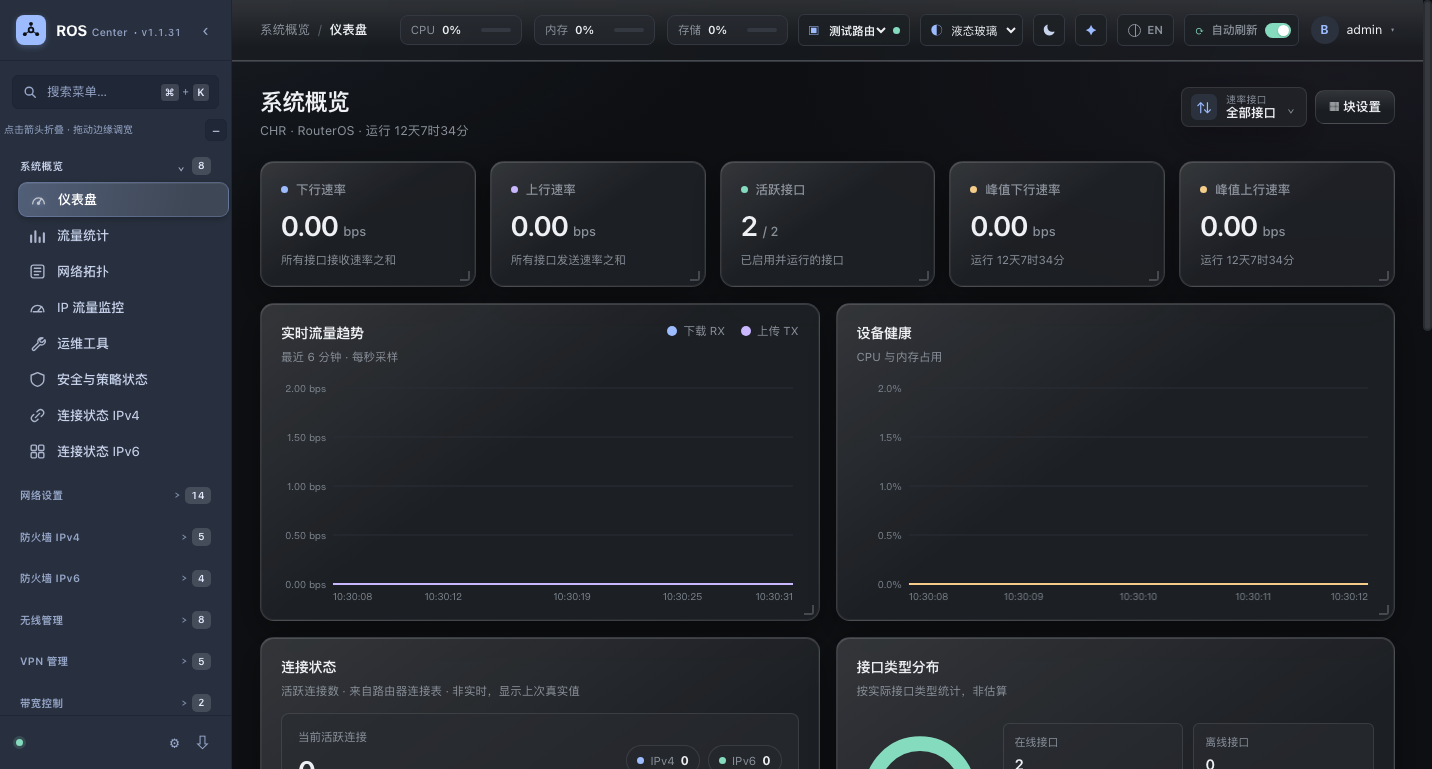 ROS Center · v1.1.31
搜索菜单... ⌘ + K
点击箭头折叠 · 拖动边缘调宽
系统概览 8
仪表盘
流量统计
网络拓扑
IP 流量监控
运维工具
安全与策略状态
连接状态 IPv4
连接状态 IPv6
网络设置 14
防火墙 IPv4 5
防火墙 IPv6 4
无线管理 8
VPN 管理 5
带宽控制 2
系统概览 / 仪表盘
CPU 0%
内存 0%
存储 0%
测试路由
液态玻璃
EN
自动刷新
B admin
系统概览
CHR · RouterOS · 运行 12天7时34分
速率接口
全部接口
块设置
下行速率
0.00 bps
所有接口接收速率之和
上行速率
0.00 bps
所有接口发送速率之和
活跃接口
2 / 2
已启用并运行的接口
峰值下行速率
0.00 bps
运行 12天7时34分
峰值上行速率
0.00 bps
运行 12天7时34分
实时流量趋势
下载 RX 上传 TX
最近 6 分钟 · 每秒采样
2.00 bps
1.50 bps
1.00 bps
0.50 bps
0.00 bps
10:30:08 10:30:12 10:30:19 10:30:25 10:30:31
设备健康
CPU 与内存占用
2.0%
1.5%
1.0%
0.5%
0.0%
10:30:08 10:30:09 10:30:10 10:30:11 10:30:12
连接状态
活跃连接数 · 来自路由器连接表 · 非实时，显示上次真实值
当前活跃连接
0
IPv4 0 IPv6 0
接口类型分布
按实际接口类型统计，非估算
在线接口
2
离线接口
0